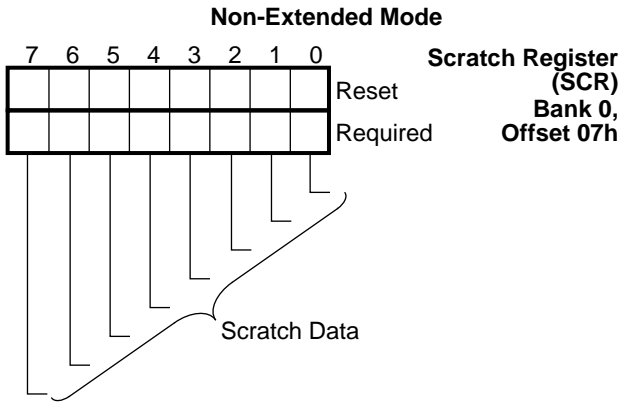 Non-Extended Mode
7 6 5 4 3 2 1 0
Reset
Required
Scratch Register
(SCR)
Bank 0,
Offset 07h
Scratch Data